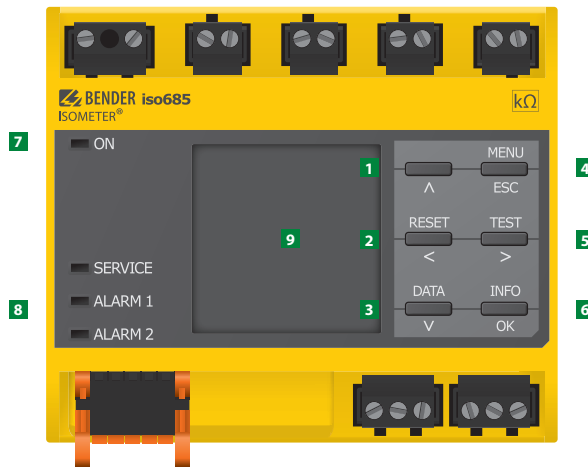 BENDER iso685
ISOMETER®
kΩ
7
ON
MENU
1
4
ʌ
ESC
RESET
TEST
2
9
5
<
>
SERVICE
DATA
INFO
8
ALARM 1
3
6
v
OK
ALARM 2